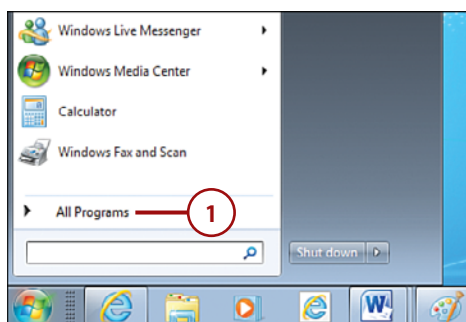 Windows Live Messenger
Windows Media Center
Calculator
Windows Fax and Scan
All Programs 1
Shut down
W